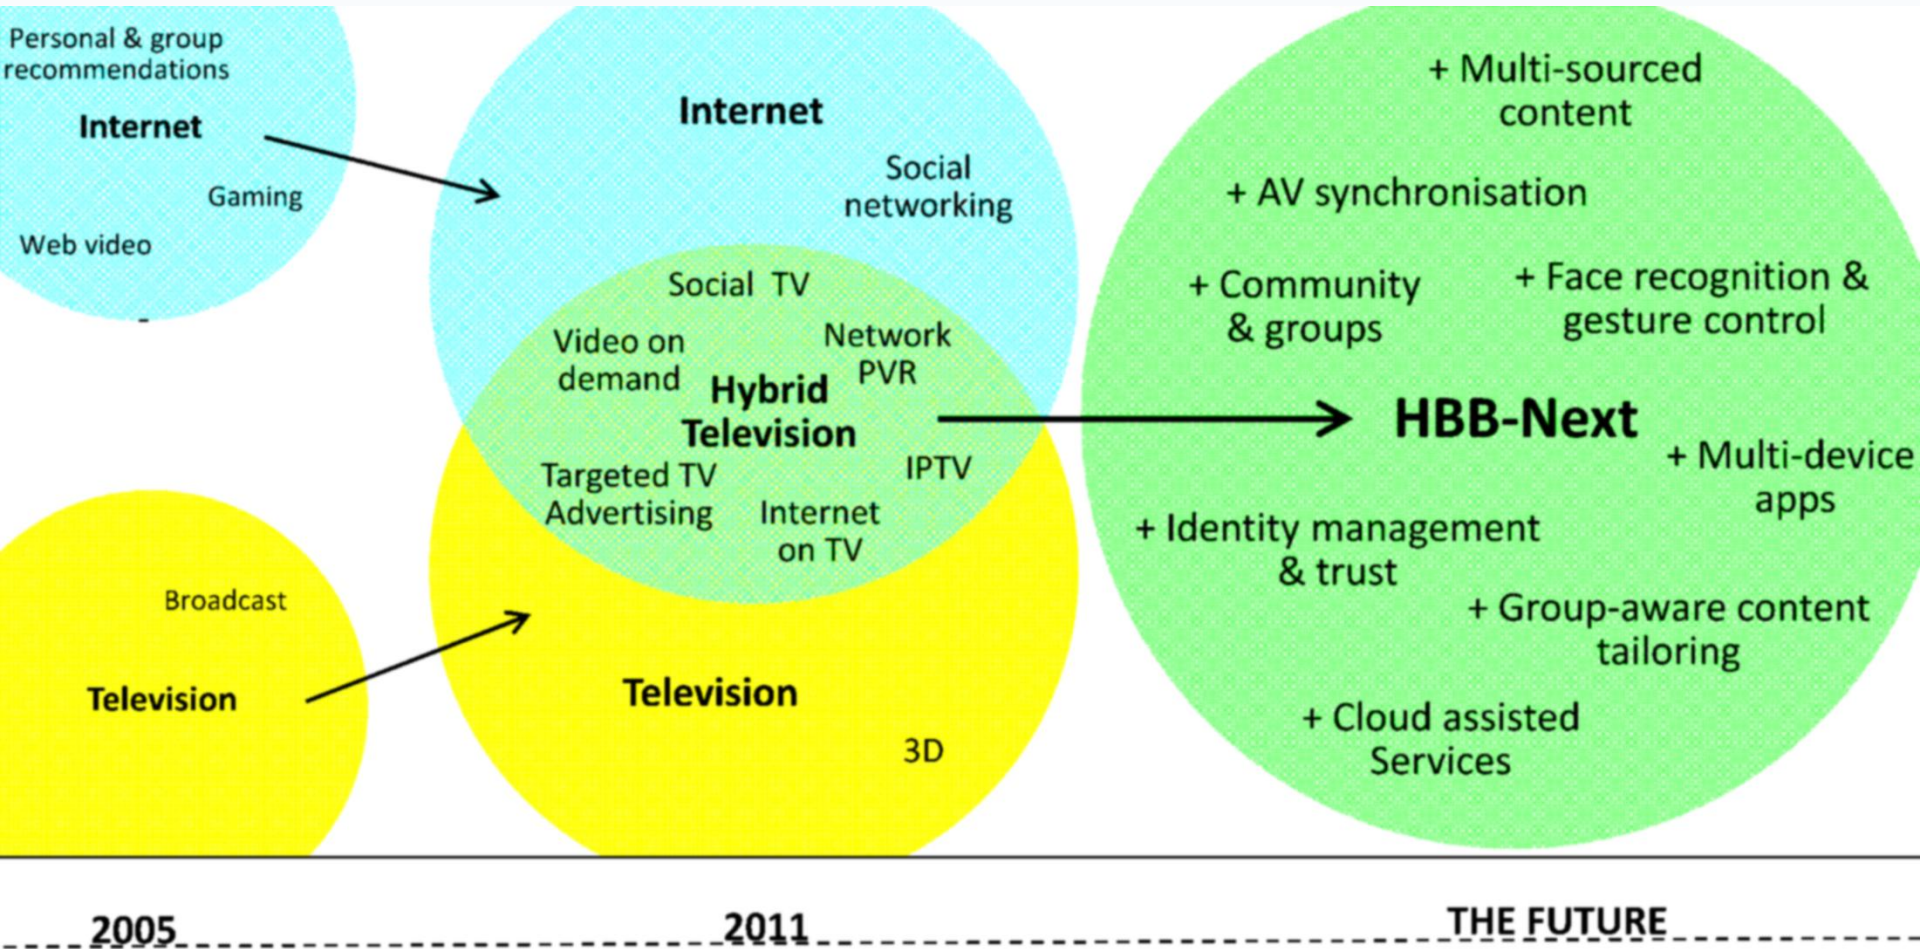 Personal & group
recommendations
Internet
Gaming
Web video
-
Broadcast
Television
Internet
Social
networking
Social TV
Video on
demand
Network
PVR
Hybrid
Television
Targeted TV
Advertising
IPTV
Internet
on TV
Television
3D
+ Multi-sourced
content
+ AV synchronisation
+ Community
& groups
+ Face recognition &
gesture control
HBB-Next
+ Multi-device
apps
+ Identity management
& trust
+ Group-aware content
tailoring
+ Cloud assisted
Services
2005
2011
THE FUTURE